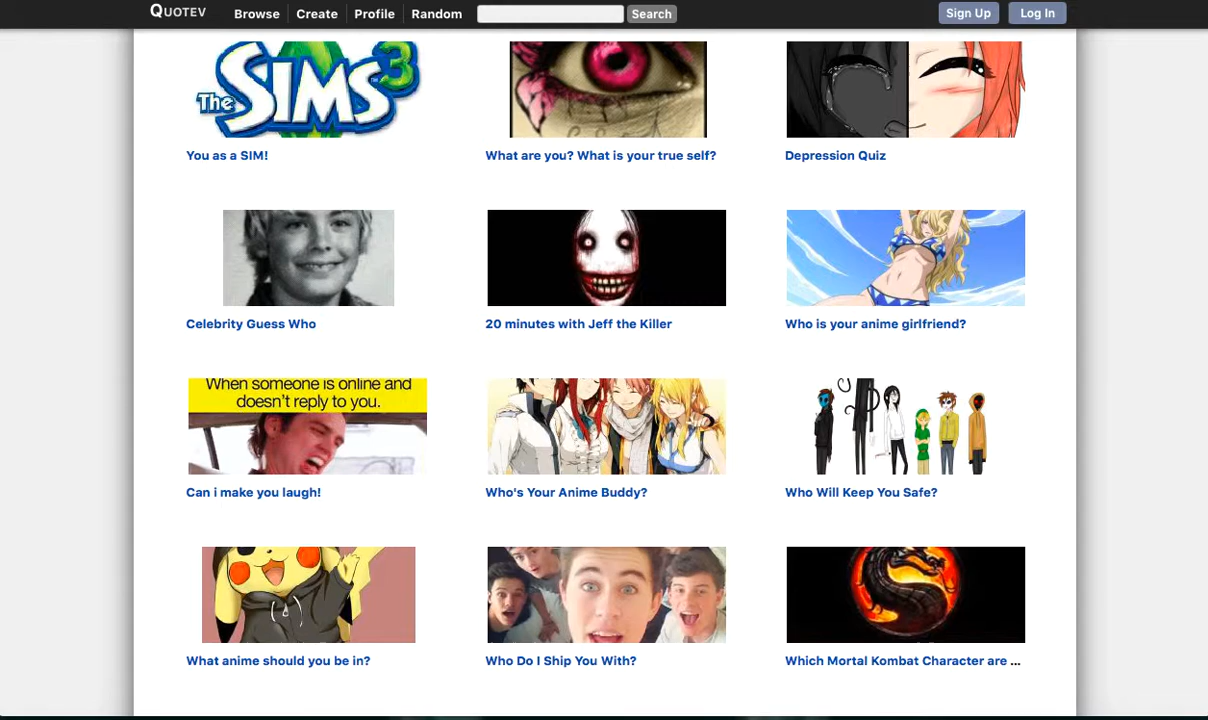 QUOTEV Browse Create Profile Random Search Sign Up Log In
The SIMS 3
You as a SIM!
What are you? What is your true self?
Depression Quiz
Celebrity Guess Who
20 minutes with Jeff the Killer
Who is your anime girlfriend?
When someone is online and
doesn't reply to you.
Can i make you laugh!
Who's Your Anime Buddy?
Who Will Keep You Safe?
What anime should you be in?
Who Do I Ship You With?
Which Mortal Kombat Character are ...